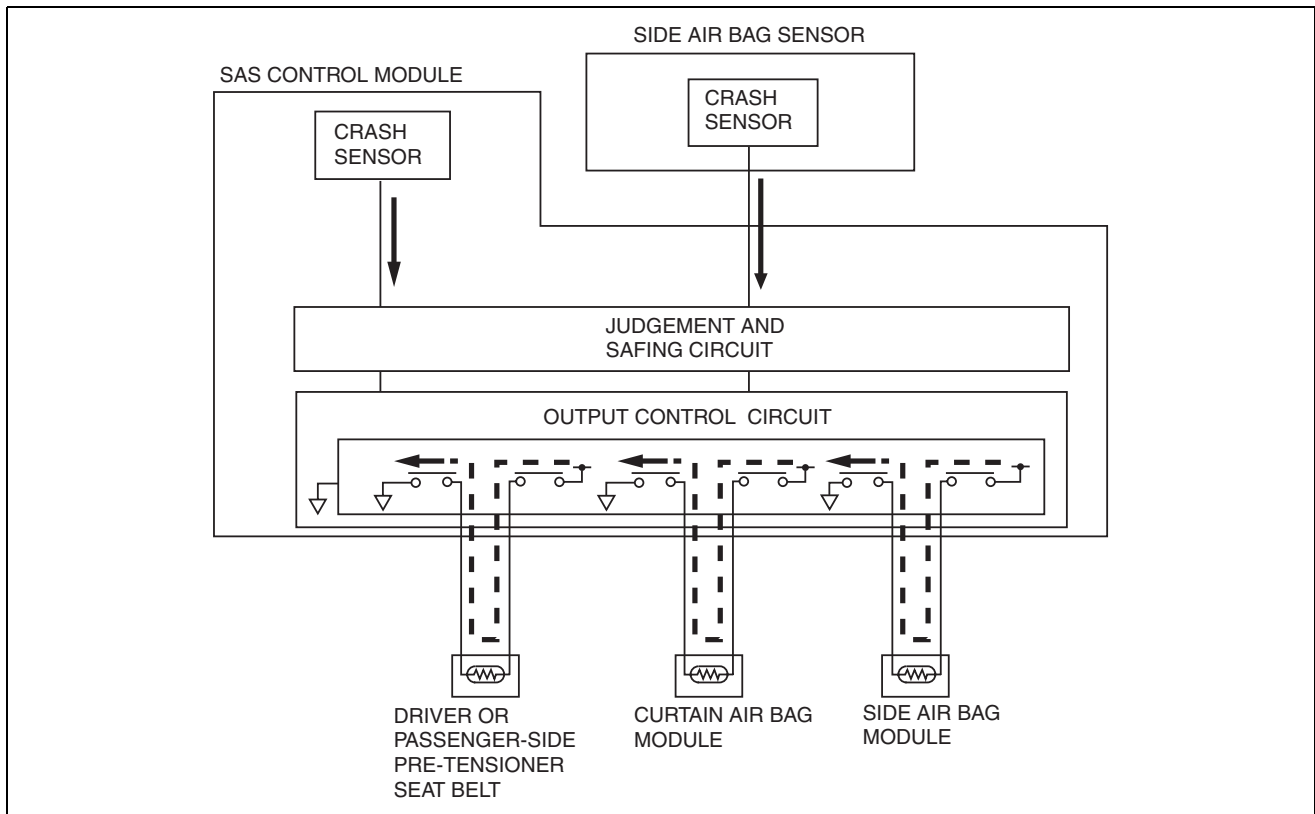 SIDE AIR BAG SENSOR
SAS CONTROL MODULE
CRASH
SENSOR
CRASH
SENSOR
JUDGEMENT AND
SAFING CIRCUIT
OUTPUT CONTROL CIRCUIT
DRIVER OR
PASSENGER-SIDE
PRE-TENSIONER
SEAT BELT
CURTAIN AIR BAG
MODULE
SIDE AIR BAG
MODULE